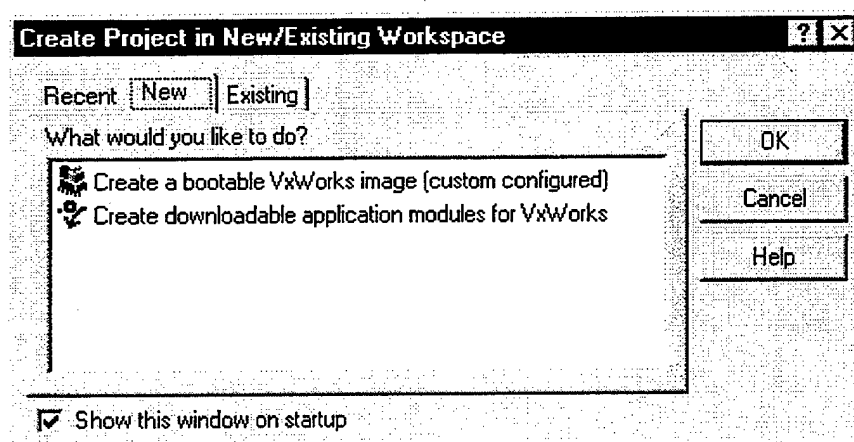 Create Project in New/Existing Workspace
Recent New Existing
What would you like to do?
Create a bootable VxWorks image (custom configured)
Create downloadable application modules for VxWorks
OK
Cancel
Help
Show this window on startup